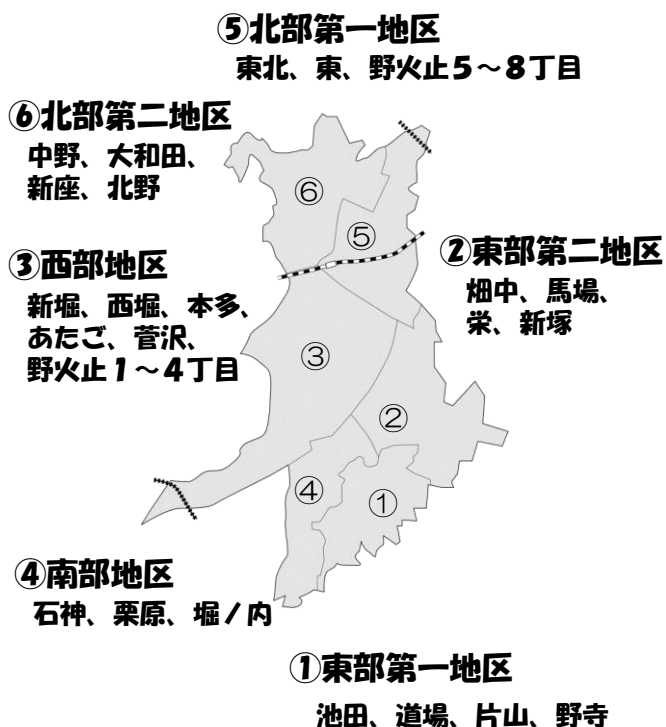 ⑤北部第一地区
東北、東、野火止5~8丁目
⑥北部第二地区
中野、大和田、
新座、北野
⑥
⑤
②東部第二地区
畑中、馬場、
栄、新塚
③西部地区
新堀、西堀、本多、
あたご、菅沢、
野火止1~4丁目
③
②
④
①
④南部地区
石神、栗原、堀ノ内
①東部第一地区
池田、道場、片山、野寺